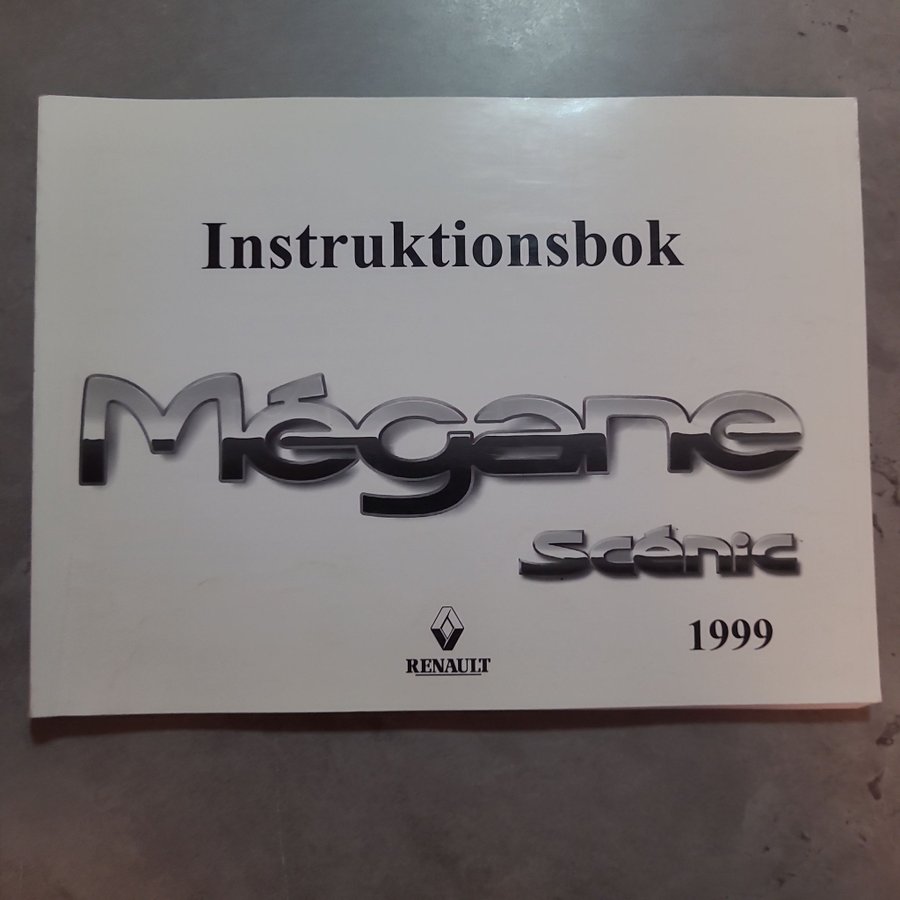 Instruktionsbok
Mégane
Scénic
1999
RENAULT